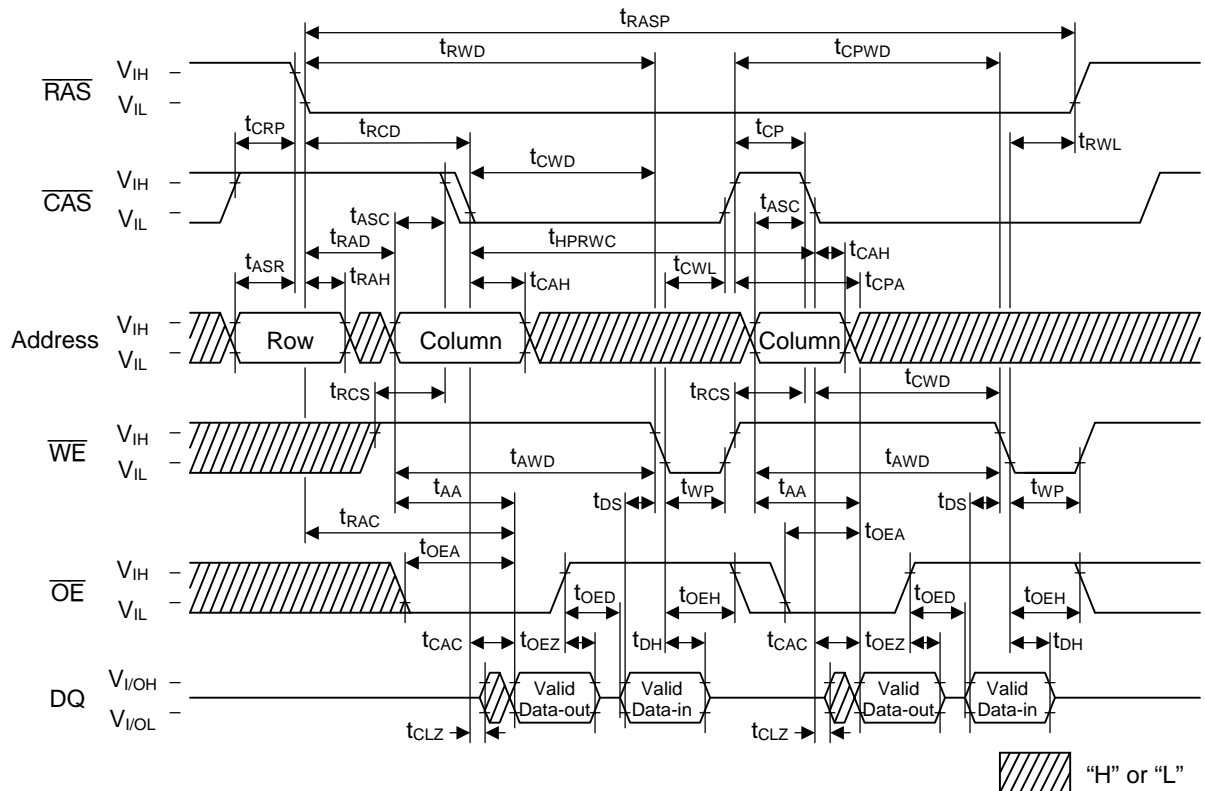 tRASP
tRWD
tCPWD
RAS
VIH
VIL
tCRP
tRCD
tCP
tRWL
tCWD
CAS
VIH
VIL
tASC
tASC
tRAD
tHPRWC
tCAH
tASR
tRAH
tCAH
tCWL
tCPA
Address
VIH
VIL
Row
Column
Column
tRCS
tRCS
tCWD
WE
VIH
VIL
tAWD
tAWD
tAA
tDS
tWP
tAA
tDS
tWP
tRAC
tOEA
tOEA
OE
VIH
VIL
tOED
tOEH
tOED
tOEH
tCAC
tOEZ
tDH
tCAC
tOEZ
tDH
DQ
VI/OH
VI/OL
Valid
Data-out
Valid
Data-in
Valid
Data-out
Valid
Data-in
tCLZ
tCLZ
“H” or “L”